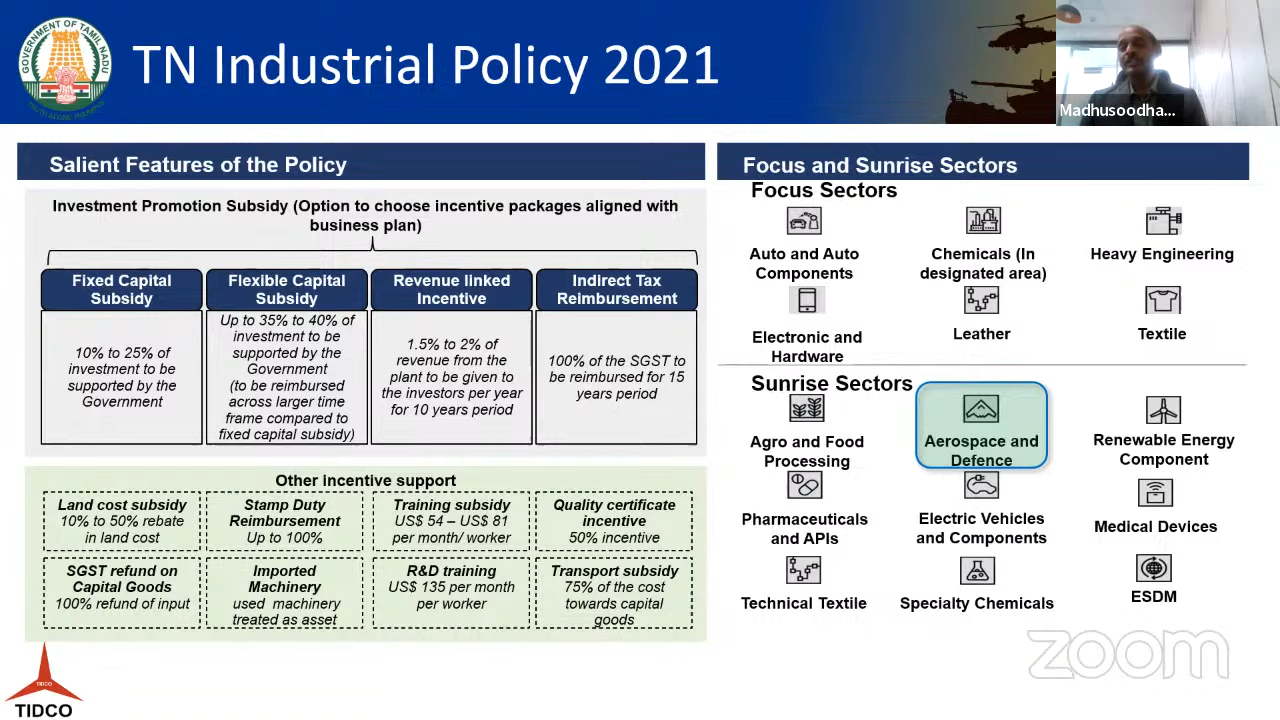 TN Industrial Policy 2021
GOVERNMENT OF TAMIL NADU
Madhusoodha...
Salient Features of the Policy
Investment Promotion Subsidy (Option to choose incentive packages aligned with
business plan)
Fixed Capital
Subsidy
10% to 25% of
investment to be
supported by the
Government
Flexible Capital
Subsidy
Up to 35% to 40% of
investment to be
supported by the
Government
(to be reimbursed
across larger time
frame compared to
fixed capital subsidy)
Revenue linked
Incentive
1.5% to 2% of
revenue from the
plant to be given to
the investors per year
for 10 years period
Indirect Tax
Reimbursement
100% of the SGST to
be reimbursed for 15
years period
Other incentive support
Land cost subsidy
10% to 50% rebate
in land cost
Stamp Duty
Reimbursement
Up to 100%
Training subsidy
US$ 54 – US$ 81
per month/ worker
Quality certificate
incentive
50% incentive
SGST refund on
Capital Goods
100% refund of input
Imported
Machinery
used machinery
treated as asset
R&D training
US$ 135 per month
per worker
Transport subsidy
75% of the cost
towards capital
goods
Focus and Sunrise Sectors
Focus Sectors
Auto and Auto
Components
Chemicals (In
designated area)
Heavy Engineering
Electronic and
Hardware
Leather
Textile
Sunrise Sectors
Agro and Food
Processing
Aerospace and
Defence
Renewable Energy
Component
Pharmaceuticals
and APIs
Electric Vehicles
and Components
Medical Devices
Technical Textile
Specialty Chemicals
ESDM
TIDCO
TIDCO
zoom